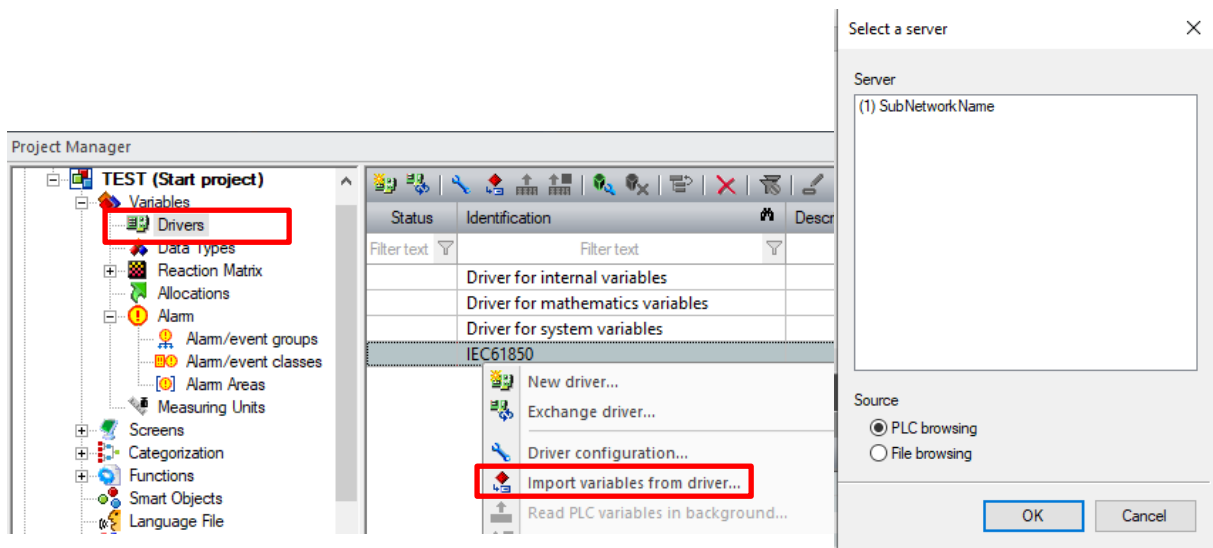 Project Manager
TEST (Start project)
Variables
Drivers
Data Types
Reaction Matrix
Allocations
Alarm
Alarm/event groups
Alarm/event classes
Alarm Areas
Measuring Units
Screens
Categorization
Functions
Smart Objects
Language File
Status Identification Descr
Filter text Filter text
Driver for internal variables
Driver for mathematics variables
Driver for system variables
IEC61850
New driver...
Exchange driver...
Driver configuration...
Import variables from driver...
Read PLC variables in background...
Select a server
Server
(1) SubNetworkName
Source
PLC browsing
File browsing
OK Cancel